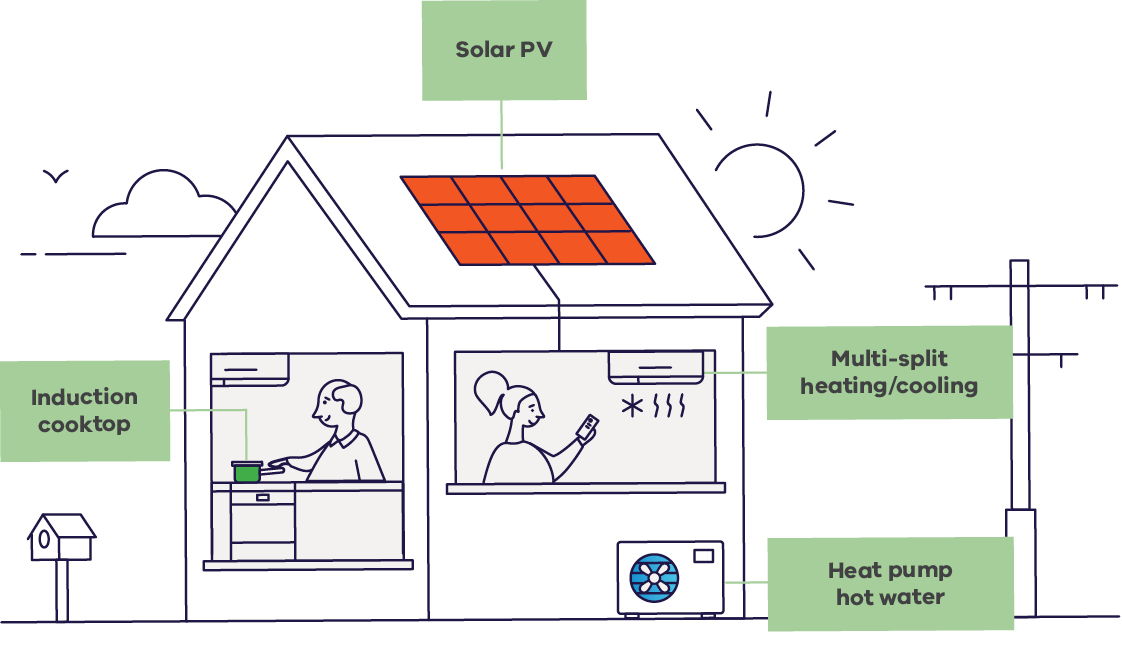 Solar PV
Multi-split
heating/cooling
Induction
cooktop
Heat pump
hot water